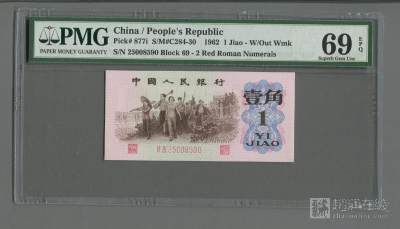 PMG
PAPER MONEY GUARANTY
China / People's Republic
Pick# 877i S/M#C284-30 1962 1 Jiao - W/Out Wmk
S/N 25008590 Block 69 - 2 Red Roman Numerals
69 EPQ
Superb Gem Unc
中国人民银行
壹角
1
YI
JIAO
25008590